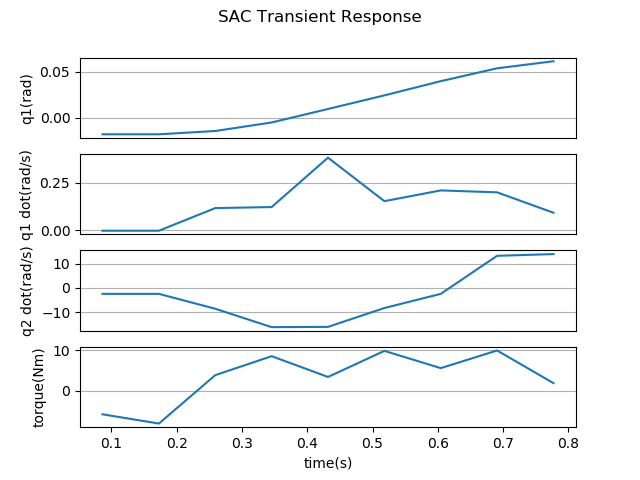 SAC Transient Response
q1(rad)
0.05
0.00
q1 dot(rad/s)
0.25
0.00
q2 dot(rad/s)
10
0
−10
torque(Nm)
10
0
0.1 0.2 0.3 0.4 0.5 0.6 0.7 0.8
time(s)